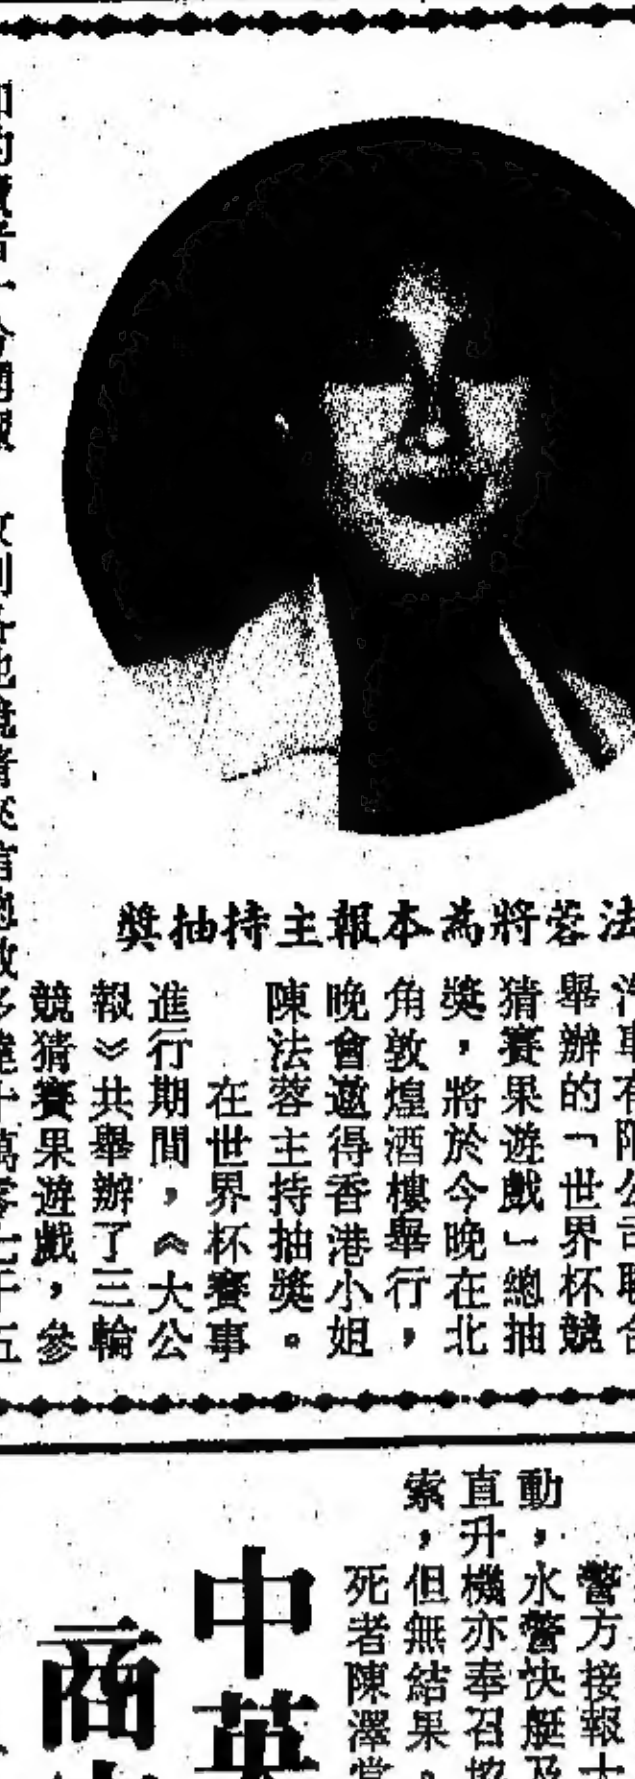 法蓉將為本報主持抽獎
汽車有限公司聯合
舉辦的「世界杯競
猜賽果遊戲」總抽
獎，將於今晚在北
角敦煌酒樓舉行，
晚會邀得香港小姐
陳法蓉主持抽獎。
在世界杯賽事
進行期間，《大公
報》共舉辦了三輪
競猜賽果遊戲，參
警方接報
動，水警快艇及
直升機亦奉召
索，但無結果。
死者陳澤棠
中英
商